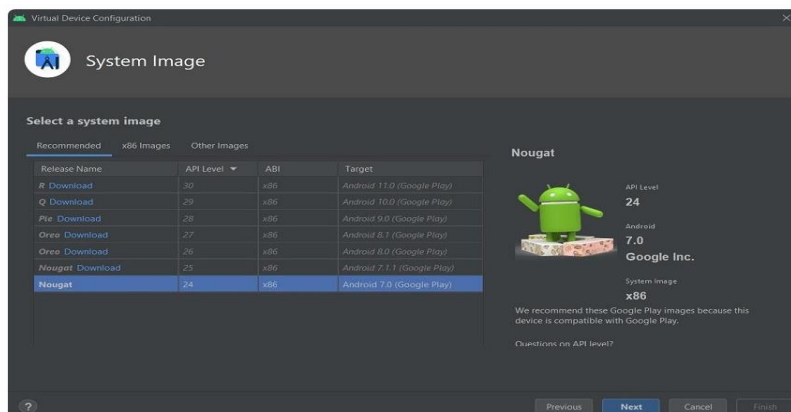 Virtual Device Configuration
System Image
Select a system image
Recommended x86 Images Other Images
Release Name API Level ABI Target
R Download 30 x86 Android 11.0 (Google Play)
Q Download 29 x86 Android 10.0 (Google Play)
Pie Download 28 x86 Android 9.0 (Google Play)
Oreo Download 27 x86 Android 8.1 (Google Play)
Oreo Download 26 x86 Android 8.0 (Google Play)
Nougat Download 25 x86 Android 7.1.1 (Google Play)
Nougat 24 x86 Android 7.0 (Google Play)
Nougat
API Level
24
Android
7.0
Google Inc.
System Image
x86
We recommend these Google Play images because this
device is compatible with Google Play.
Questions on API level?
? Previous Next Cancel Finish